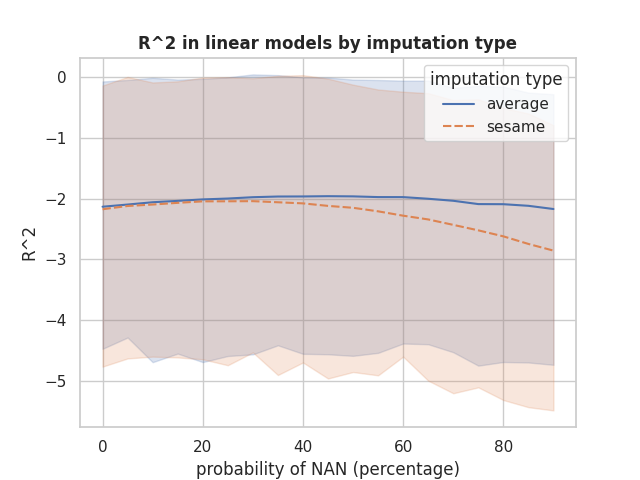 R^2 in linear models by imputation type
imputation type
average
sesame
0
−1
−2
−3
−4
−5
R^2
0
20
40
60
80
probability of NAN (percentage)